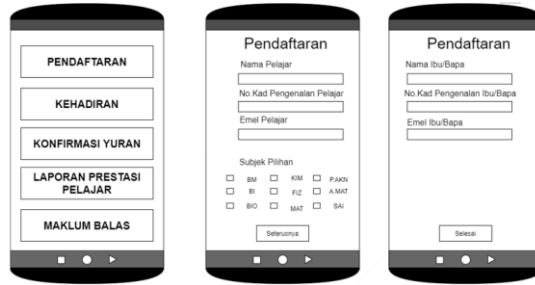 PENDAFTARAN
KEHADIRAN
KONFIRMASI YURAN
LAPORAN PRESTASI
PELAJAR
MAKLUM BALAS
Pendaftaran
Nama Pelajar
No.Kad Pengenalan Pelajar
Emel Pelajar
Subjek Pilihan
BM KIM P.AKN
BI FIZ A.MAT
BIO MAT SAI
Seterusnya
Pendaftaran
Nama Ibu/Bapa
No.Kad Pengenalan Ibu/Bapa
Emel Ibu/Bapa
Selesai